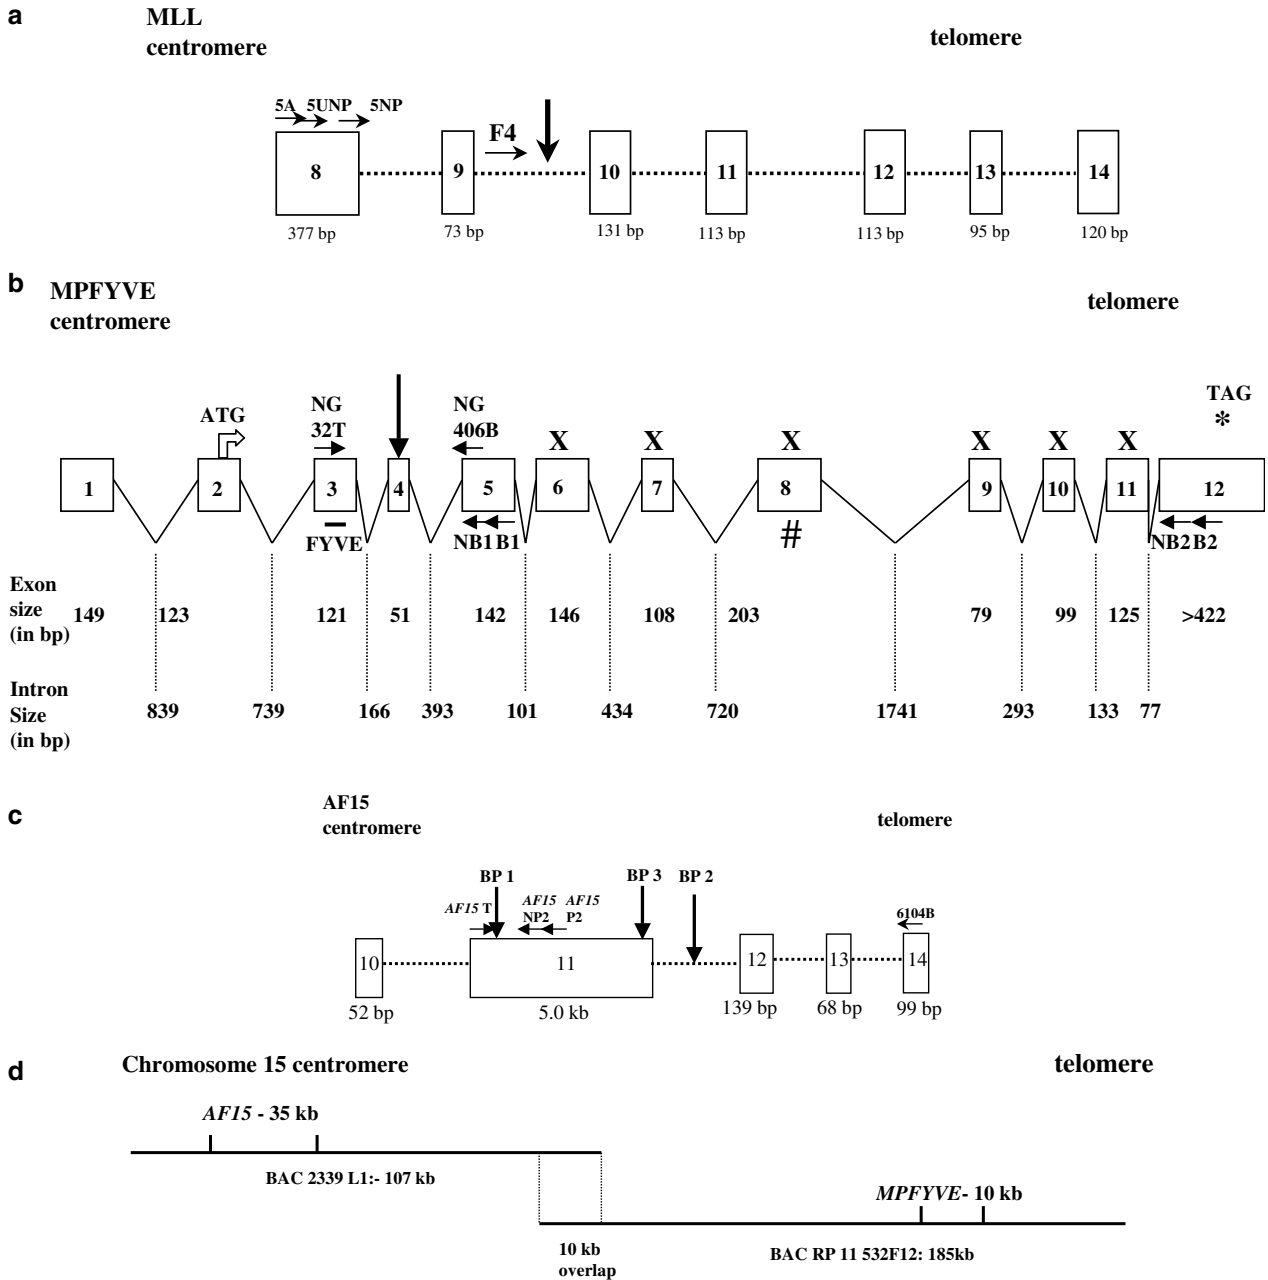 a
MLL
centromere
telomere
5A 5UNP 5NP
F4
8 9 10 11 12 13 14
377 bp 73 bp 131 bp 113 bp 113 bp 95 bp 120 bp
b
MPFYVE
centromere
telomere
TAG
*
ATG
NG
32T
NG
406B
X X X X X X
1 2 3 4 5 6 7 8 9 10 11 12
FYVE
NB1 B1
#
NB2 B2
Exon
size
(in bp)
149 123 121 51 142 146 108 203 79 99 125 >422
Intron
Size
(in bp)
839 739 166 393 101 434 720 1741 293 133 77
c
AF15
centromere
telomere
BP 1
BP 3
BP 2
AF15 T
AF15
NP2
AF15
P2
6104B
10 11 12 13 14
52 bp 5.0 kb 139 bp 68 bp 99 bp
d
Chromosome 15 centromere
telomere
AF15 - 35 kb
BAC 2339 L1:- 107 kb
MPFYVE- 10 kb
10 kb
overlap
BAC RP 11 532F12: 185kb